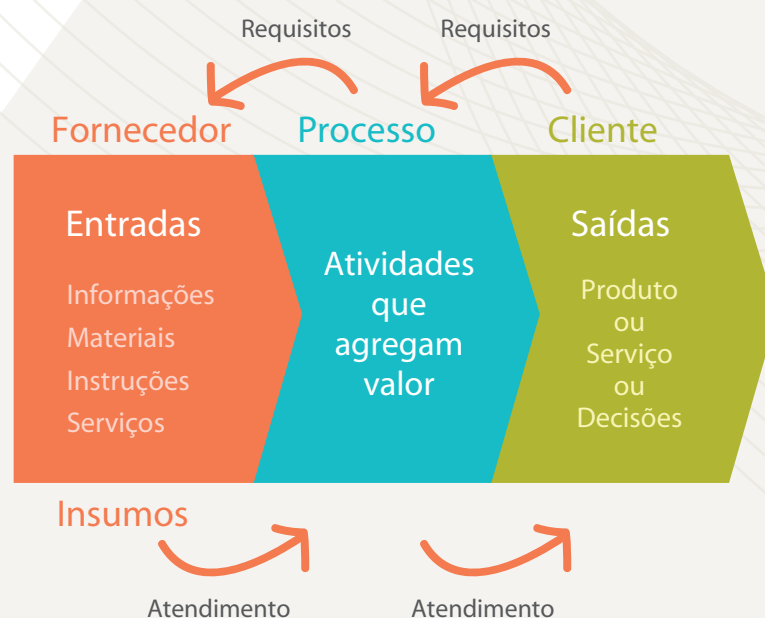 Requisitos
Requisitos
Fornecedor
Processo
Cliente
Entradas
Informações
Materiais
Instruções
Serviços
Atividades
que
agregam
valor
Saídas
Produto
ou
Serviço
ou
Decisões
Insumos
Atendimento
Atendimento